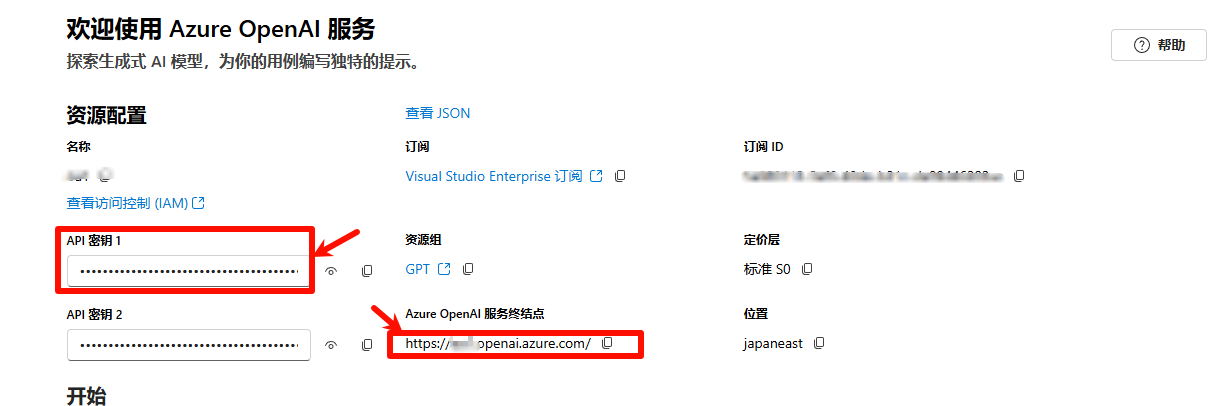 欢迎使用 Azure OpenAI 服务
探索生成式 AI 模型，为你的用例编写独特的提示。
帮助
资源配置
查看 JSON
名称
订阅
订阅 ID
Visual Studio Enterprise 订阅
查看访问控制 (IAM)
API 密钥 1
资源组
定价层
GPT
标准 S0
API 密钥 2
Azure OpenAI 服务终结点
位置
https:// openai.azure.com/
japaneast
开始